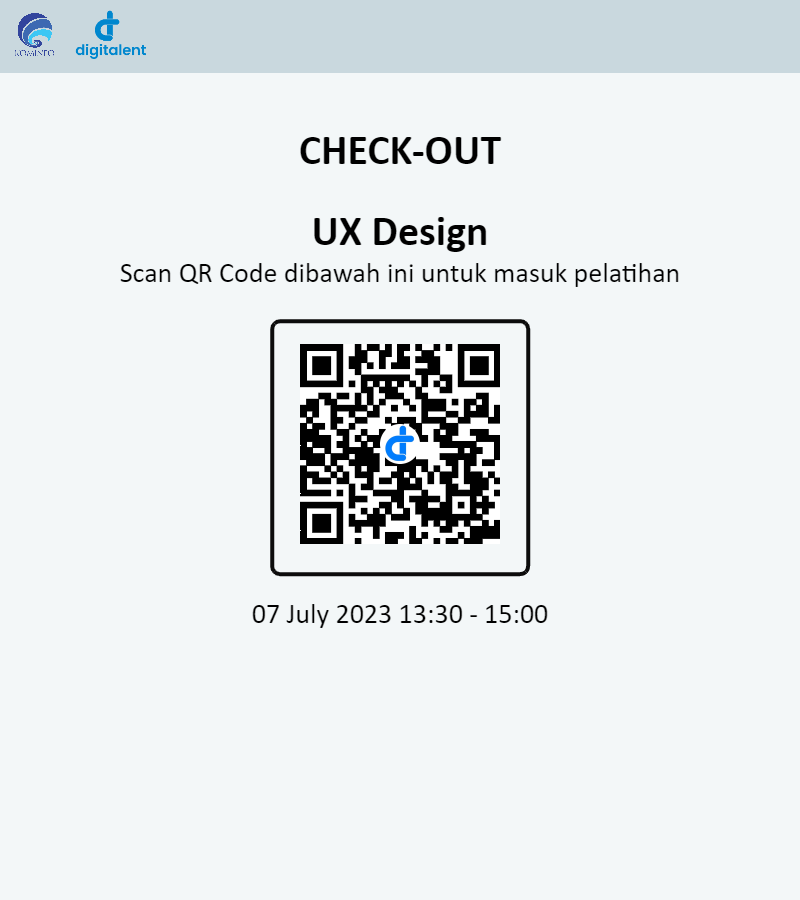 KOMINFO
digitalent
CHECK-OUT
UX Design
Scan QR Code dibawah ini untuk masuk pelatihan
07 July 2023 13:30 - 15:00